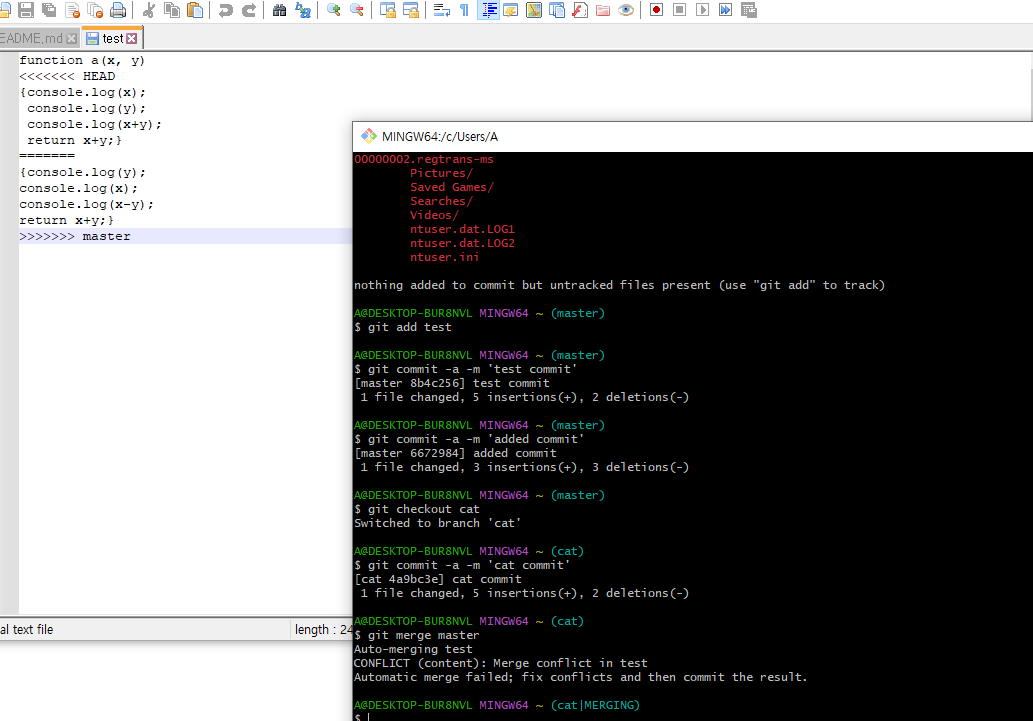 EADME.md
test
function a(x, y)
<<<<<<< HEAD
{console.log(x);
console.log(y);
console.log(x+y);
return x+y;}
=======
{console.log(y);
console.log(x);
console.log(x-y);
return x+y;}
>>>>>>> master
al text file
length : 24
MINGW64:/c/Users/A
00000002.regtrans-ms
Pictures/
Saved Games/
Searches/
Videos/
ntuser.dat.LOG1
ntuser.dat.LOG2
ntuser.ini
nothing added to commit but untracked files present (use "git add" to track)
A@DESKTOP-BUR8NVL MINGW64 ~ (master)
$ git add test
A@DESKTOP-BUR8NVL MINGW64 ~ (master)
$ git commit -a -m 'test commit'
[master 8b4c256] test commit
1 file changed, 5 insertions(+), 2 deletions(-)
A@DESKTOP-BUR8NVL MINGW64 ~ (master)
$ git commit -a -m 'added commit'
[master 6672984] added commit
1 file changed, 3 insertions(+), 3 deletions(-)
A@DESKTOP-BUR8NVL MINGW64 ~ (master)
$ git checkout cat
Switched to branch 'cat'
A@DESKTOP-BUR8NVL MINGW64 ~ (cat)
$ git commit -a -m 'cat commit'
[cat 4a9bc3e] cat commit
1 file changed, 5 insertions(+), 2 deletions(-)
A@DESKTOP-BUR8NVL MINGW64 ~ (cat)
$ git merge master
Auto-merging test
CONFLICT (content): Merge conflict in test
Automatic merge failed; fix conflicts and then commit the result.
A@DESKTOP-BUR8NVL MINGW64 ~ (cat|MERGING)
$